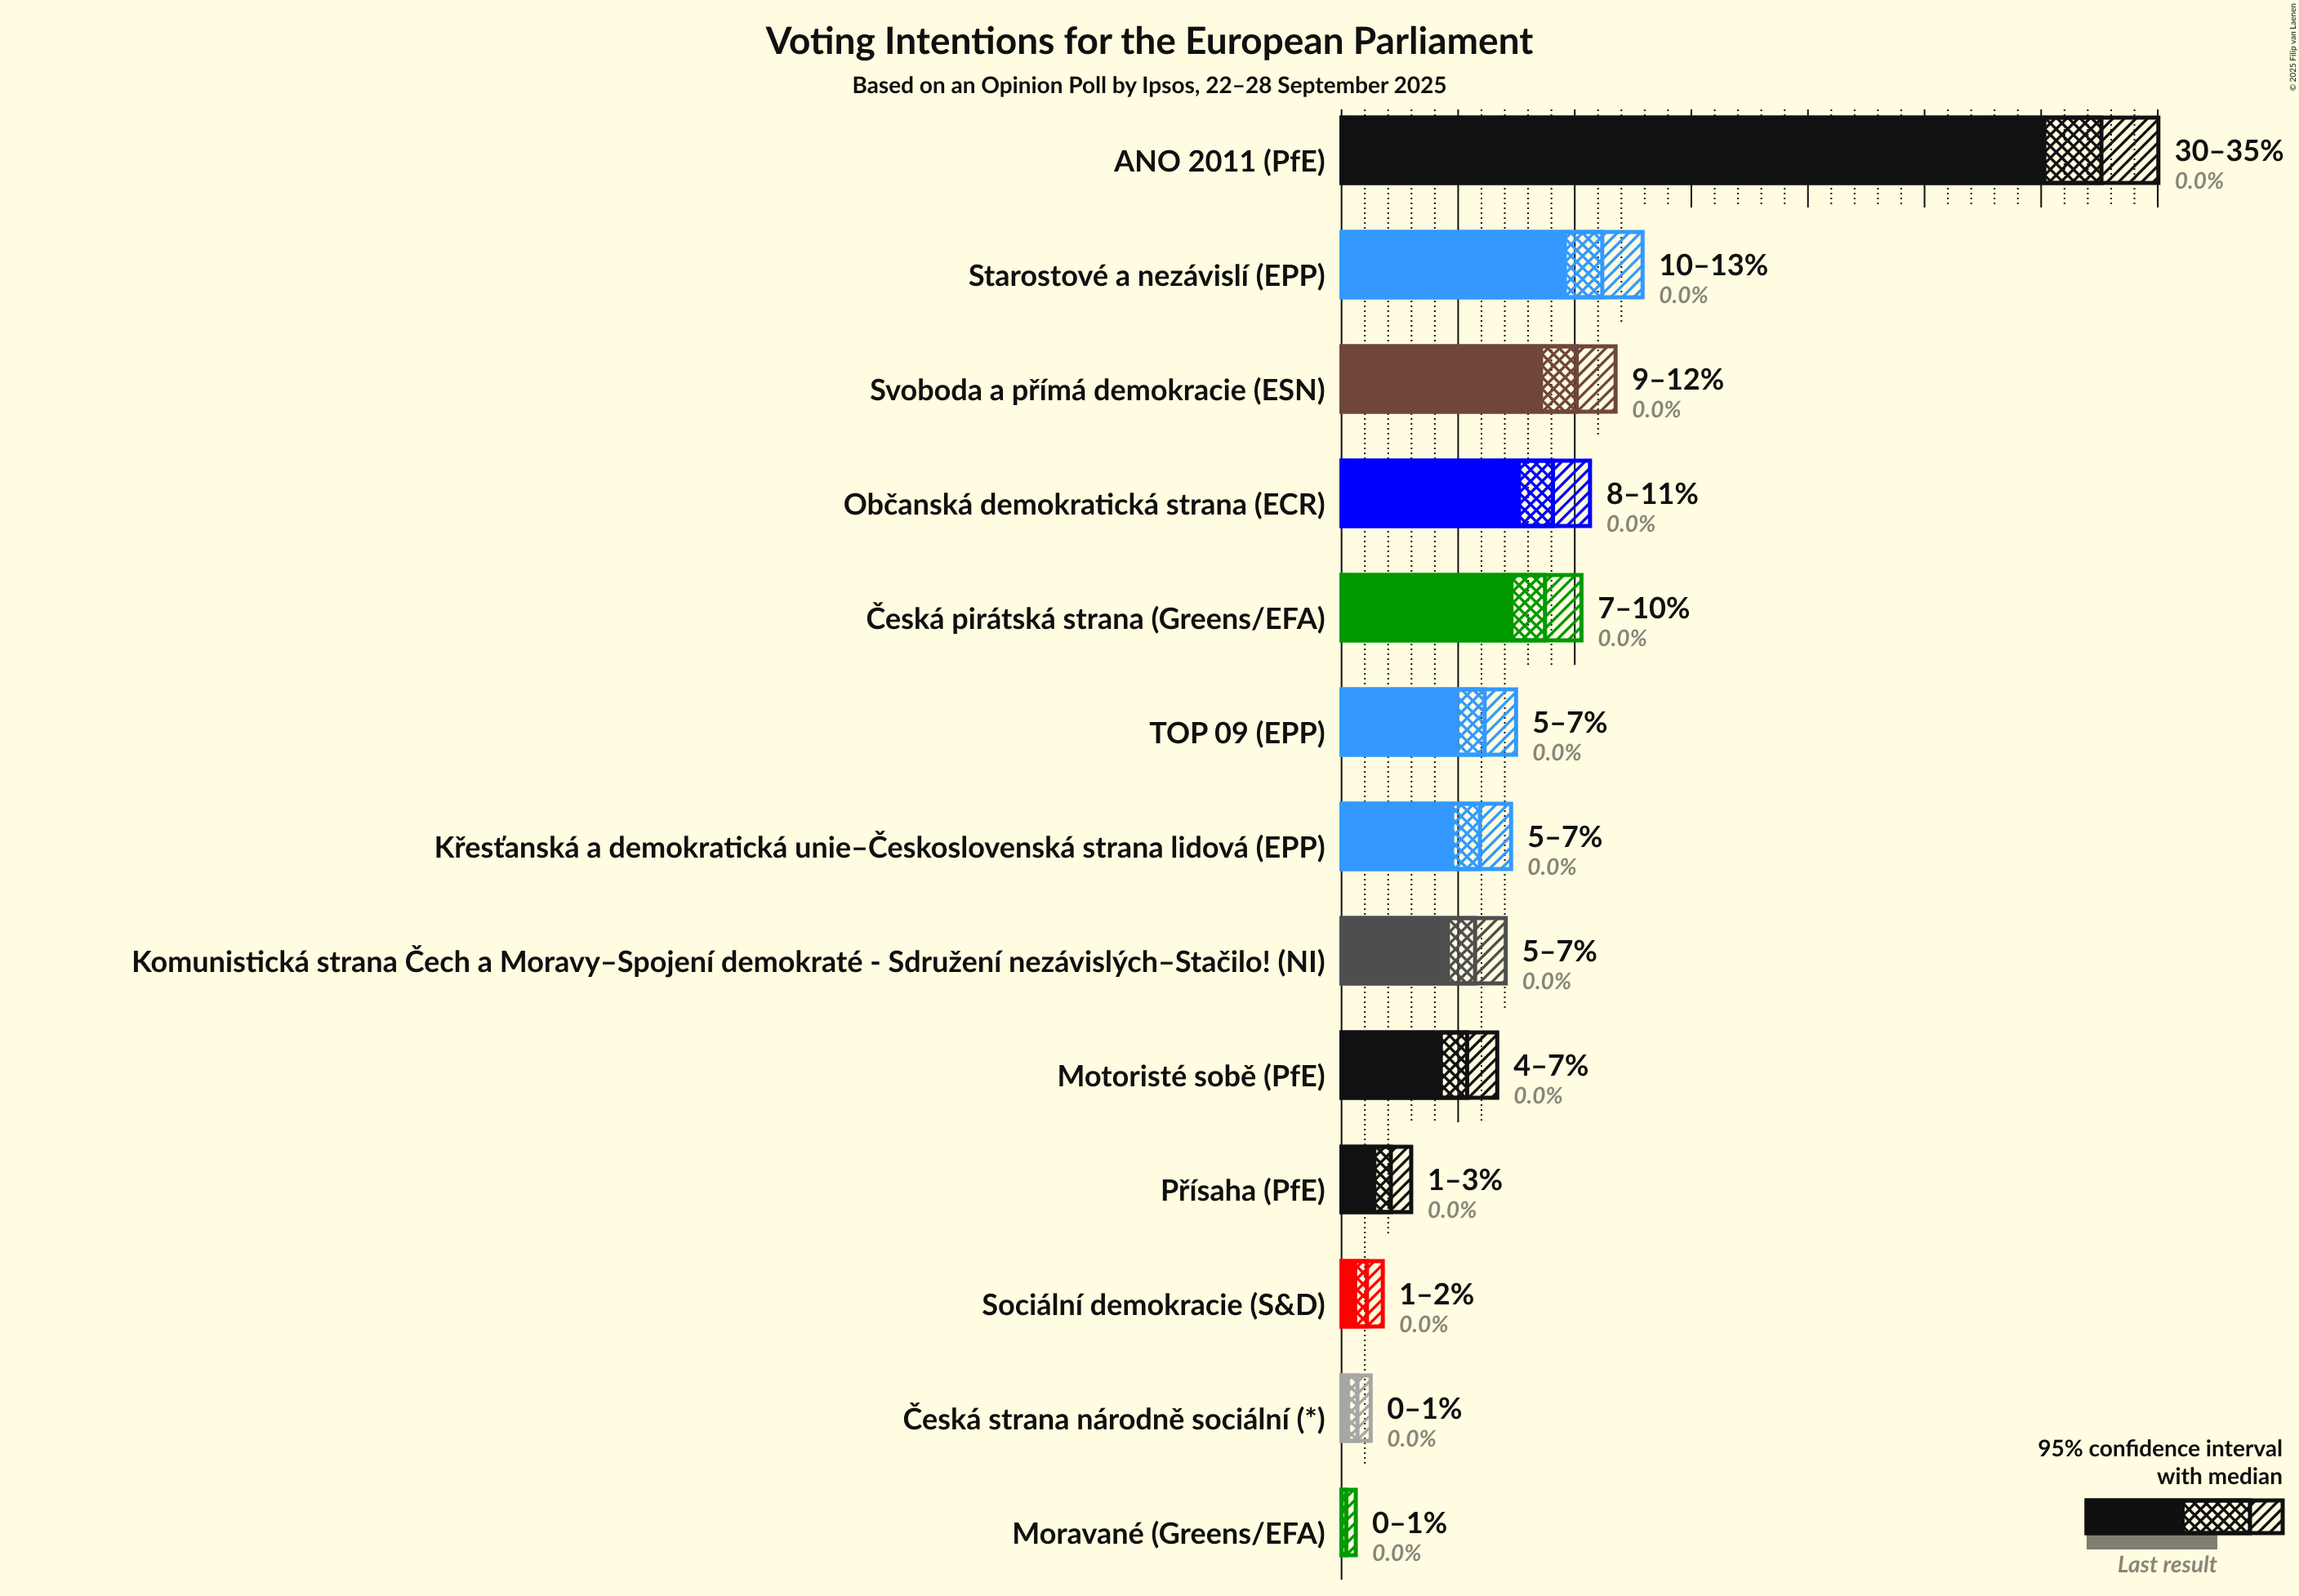 Voting Intentions for the European Parliament
Based on an Opinion Poll by Ipsos, 22–28 September 2025
© 2025 Filip van Laenen
ANO 2011 (PfE)
30–35%
0.0%
Starostové a nezávislí (EPP)
10–13%
0.0%
Svoboda a přímá demokracie (ESN)
9–12%
0.0%
Občanská demokratická strana (ECR)
8–11%
0.0%
Česká pirátská strana (Greens/EFA)
7–10%
0.0%
TOP 09 (EPP)
5–7%
0.0%
Křesťanská a demokratická unie–Československá strana lidová (EPP)
5–7%
0.0%
Komunistická strana Čech a Moravy–Spojení demokraté - Sdružení nezávislých–Stačilo! (NI)
5–7%
0.0%
Motoristé sobě (PfE)
4–7%
0.0%
Přísaha (PfE)
1–3%
0.0%
Sociální demokracie (S&D)
1–2%
0.0%
Česká strana národně sociální (*)
0–1%
0.0%
Moravané (Greens/EFA)
0–1%
0.0%
95% confidence interval
with median
Last result